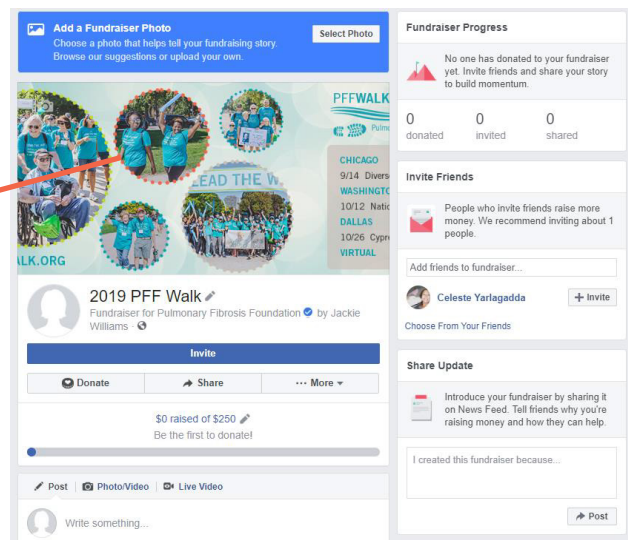 Add a Fundraiser Photo
Choose a photo that helps tell your fundraising story.
Browse our suggestions or upload your own.
Select Photo
PFFWALK
CHICAGO
9/14 Divers
WASHINGTO
10/12 Natio
DALLAS
10/26 Cypr
VIRTUAL
LEAD THE W
ALK.ORG
2019 PFF Walk
Fundraiser for Pulmonary Fibrosis Foundation by Jackie
Williams ·
Invite
Donate
Share
••• More
$0 raised of $250
Be the first to donate!
Post
Photo/Video
Live Video
Write something...
Fundraiser Progress
No one has donated to your fundraiser
yet. Invite friends and share your story
to build momentum.
0 0 0
donated invited shared
Invite Friends
People who invite friends raise more
money. We recommend inviting about 1
people.
Add friends to fundraiser...
Celeste Yarlagadda
+ Invite
Choose From Your Friends
Share Update
Introduce your fundraiser by sharing it
on News Feed. Tell friends why you're
raising money and how they can help.
I created this fundraiser because...
Post